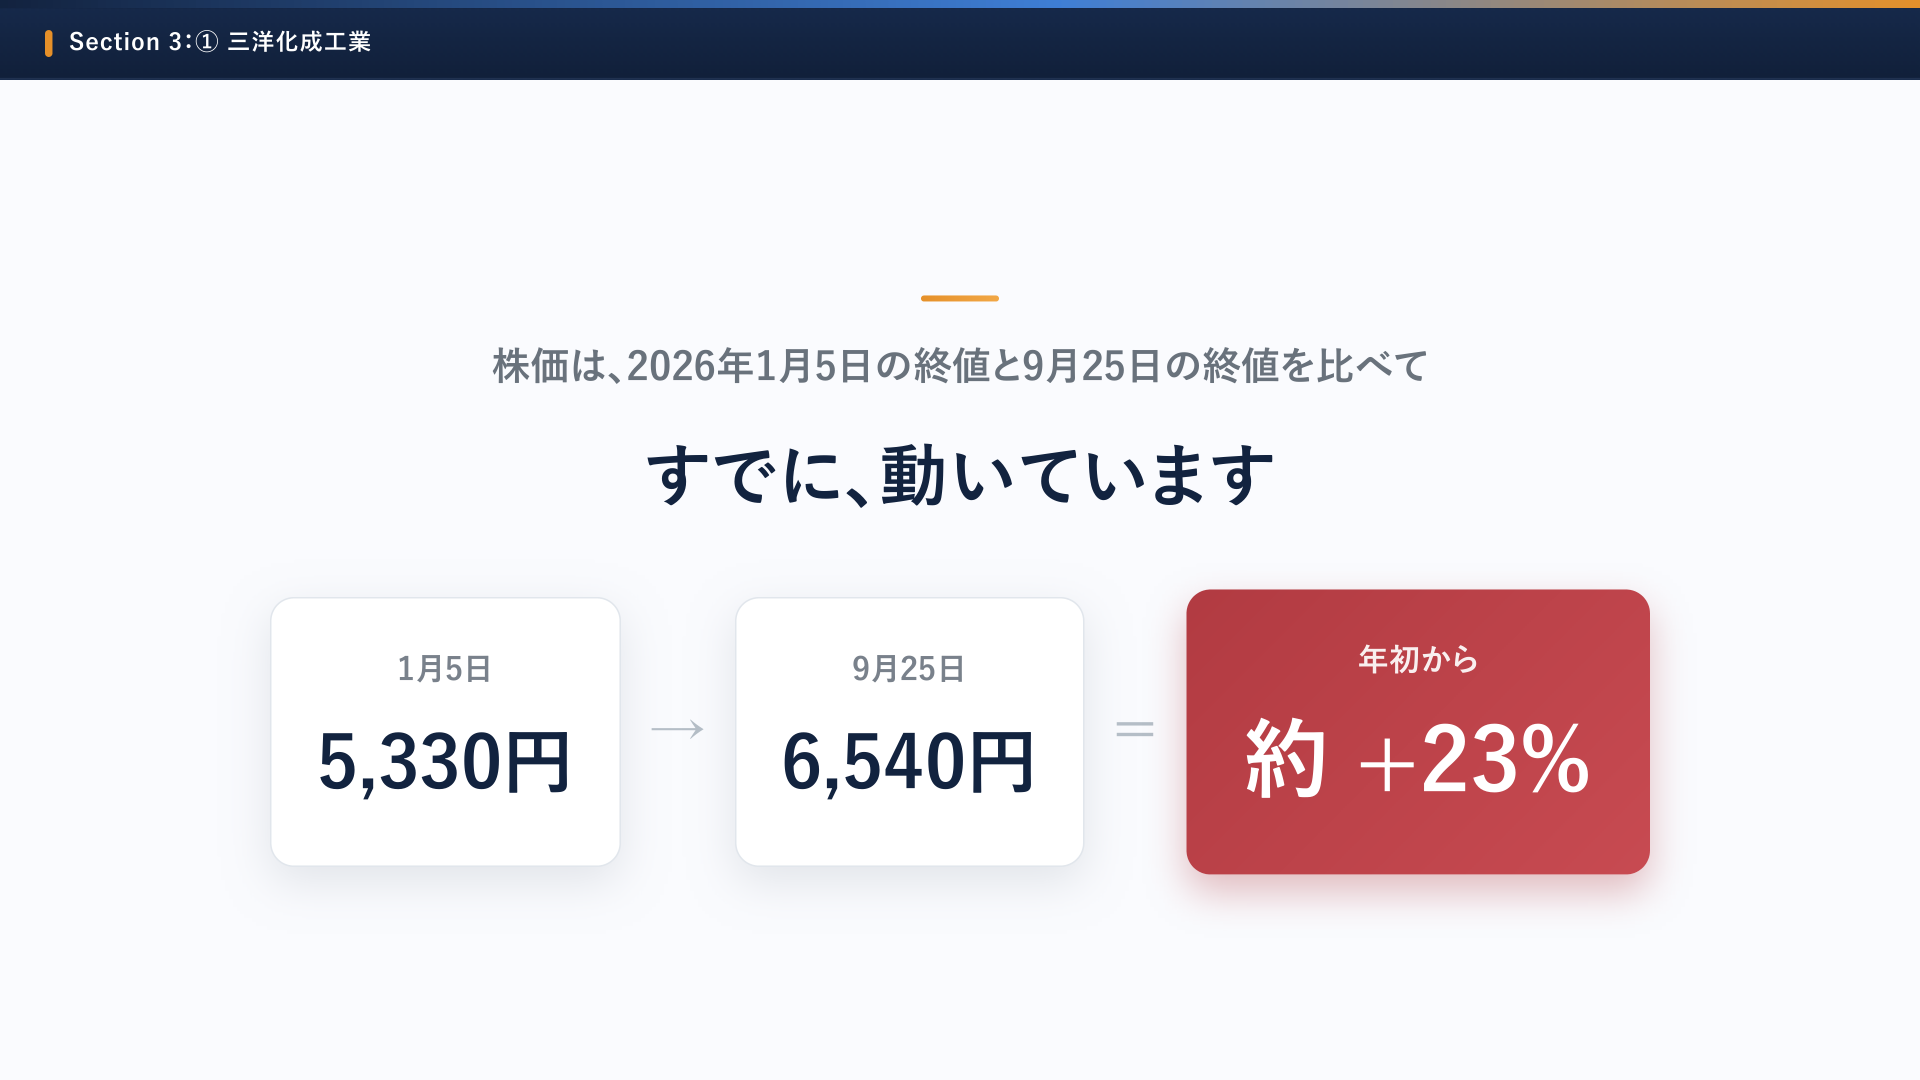 Section 3：① 三洋化成工業
株価は、2026年1月5日の終値と9月25日の終値を比べて
すでに、動いています
1月5日
5,330円
→
9月25日
6,540円
＝
年初から
約 ＋23%